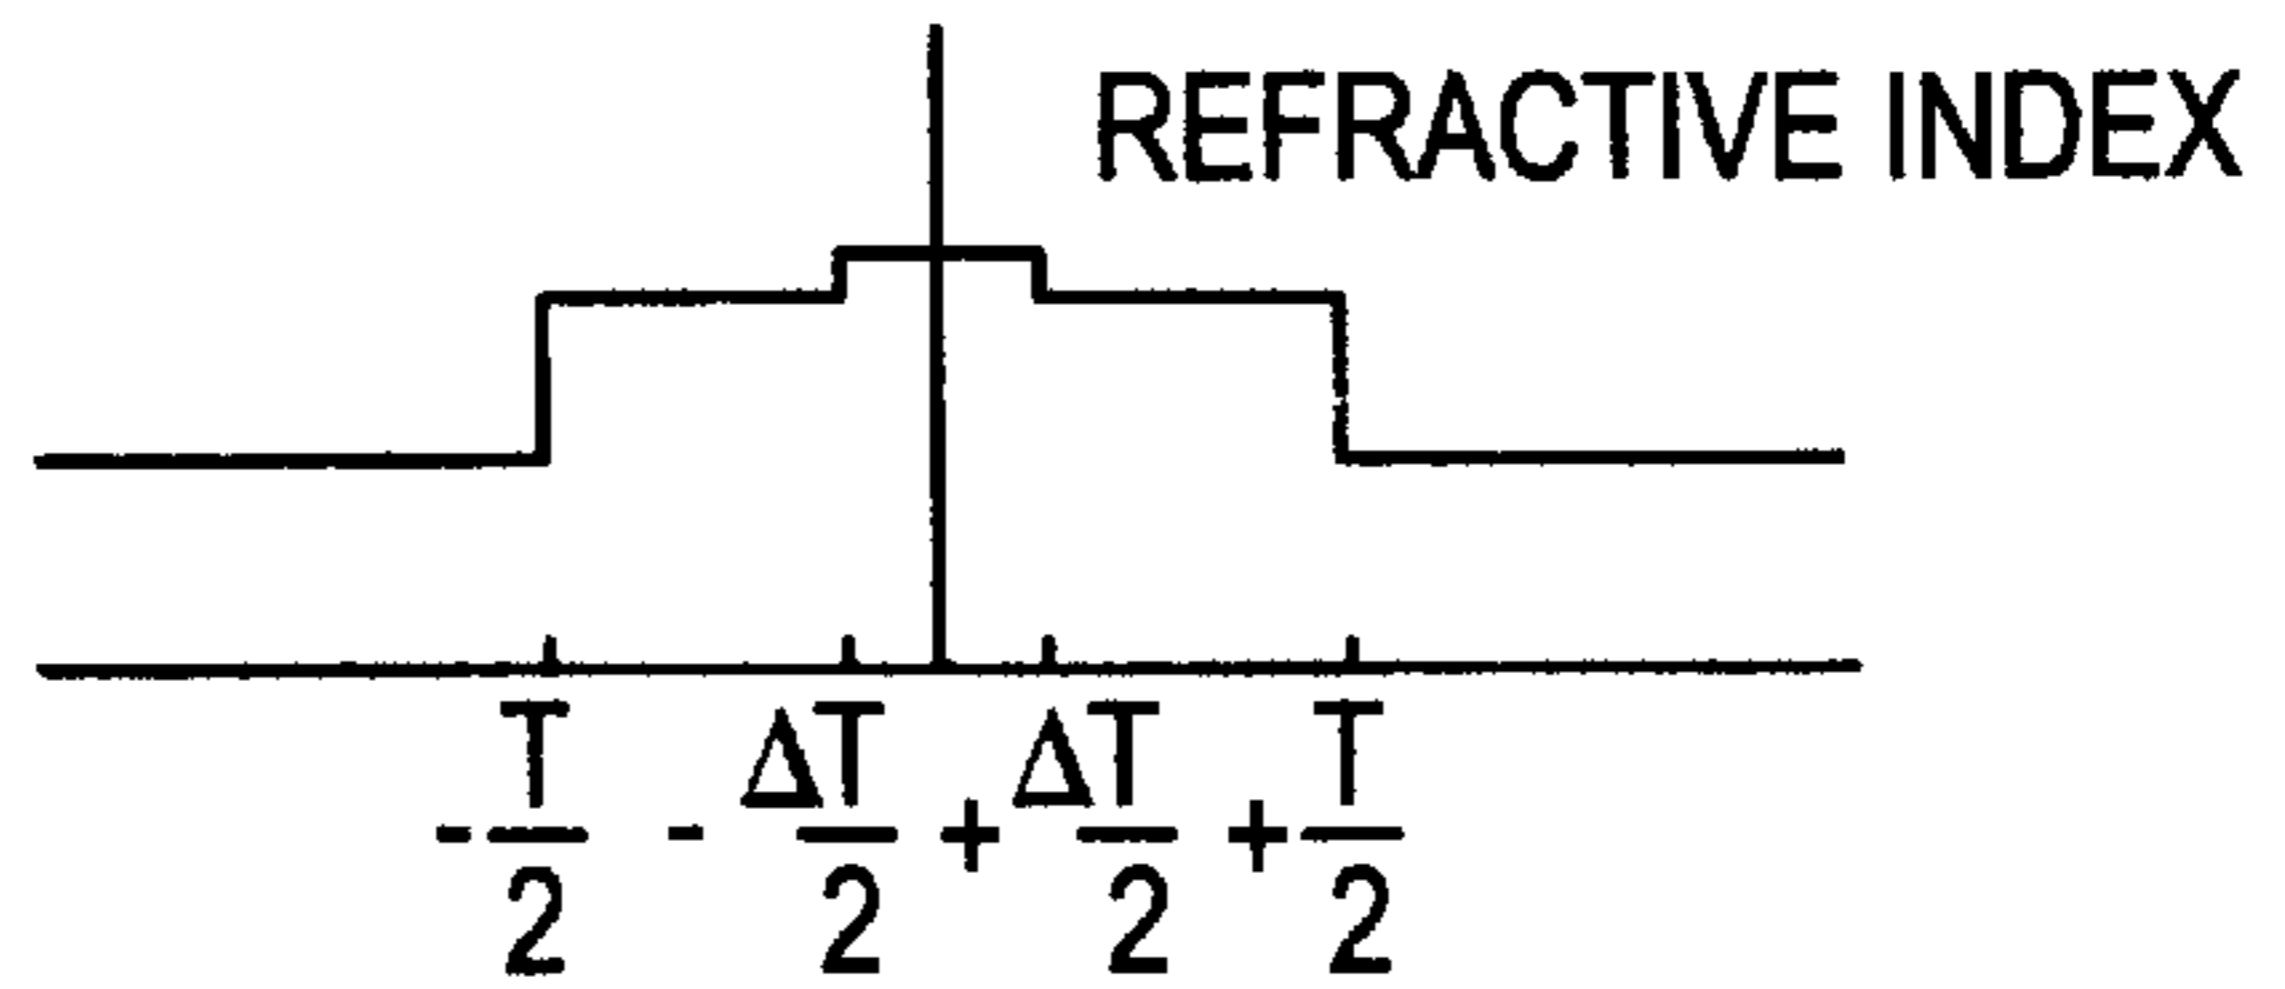 REFRACTIVE INDEX
-T/2 -ΔT/2 +ΔT/2 +T/2